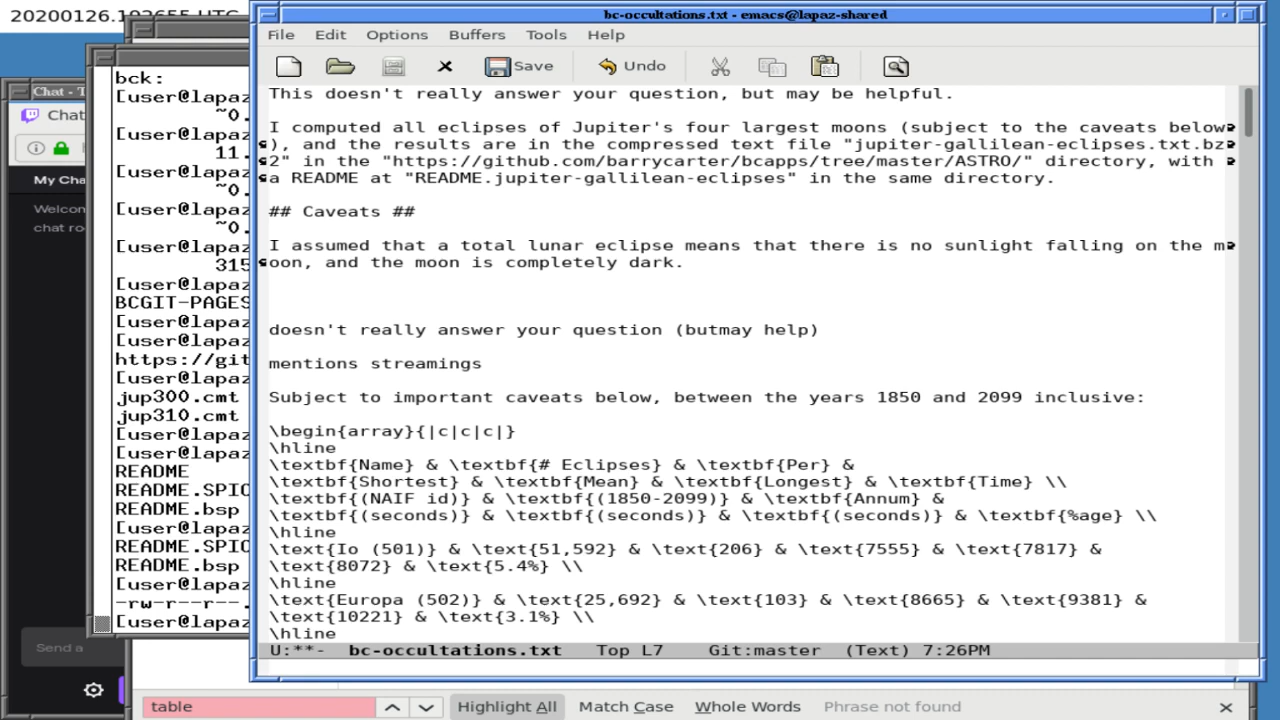 bc-occultations.txt - emacs@lapaz-shared
File Edit Options Buffers Tools Help
Save Undo
This doesn't really answer your question, but may be helpful.
I computed all eclipses of Jupiter's four largest moons (subject to the caveats below
), and the results are in the compressed text file "jupiter-gallilean-eclipses.txt.bz
2" in the "https://github.com/barrycarter/bcapps/tree/master/ASTRO/" directory, with
a README at "README.jupiter-gallilean-eclipses" in the same directory.
## Caveats ##
I assumed that a total lunar eclipse means that there is no sunlight falling on the m
oon, and the moon is completely dark.
doesn't really answer your question (butmay help)
mentions streamings
Subject to important caveats below, between the years 1850 and 2099 inclusive:
\begin{array}{|c|c|c|}
\hline
\textbf{Name} & \textbf{# Eclipses} & \textbf{Per} &
\textbf{Shortest} & \textbf{Mean} & \textbf{Longest} & \textbf{Time} \\
\textbf{(NAIF id)} & \textbf{(1850-2099)} & \textbf{Annum} &
\textbf{(seconds)} & \textbf{(seconds)} & \textbf{(seconds)} & \textbf{%age} \\
\hline
\text{Io (501)} & \text{51,592} & \text{206} & \text{7555} & \text{7817} &
\text{8072} & \text{5.4%} \\
\hline
\text{Europa (502)} & \text{25,692} & \text{103} & \text{8665} & \text{9381} &
\text{10221} & \text{3.1%} \\
\hline
U:**- bc-occultations.txt Top L7 Git:master (Text) 7:26PM
bck:
[user@lapaz
~0.
[user@lapaz
11.
[user@lapaz
~0.
[user@lapaz
~0.
[user@lapaz
315
[user@lapaz
BCGIT-PAGES
[user@lapaz
[user@lapaz
https://git
[user@lapaz
jup300.cmt
jup310.cmt
[user@lapaz
[user@lapaz
README
README.SPIC
README.bsp
[user@lapaz
README.SPIC
README.bsp
[user@lapaz
-rw-r--r--.
[user@lapaz
Chat - T
Chat
My Cha
Welcom
chat ro
Send a
table Highlight All Match Case Whole Words Phrase not found